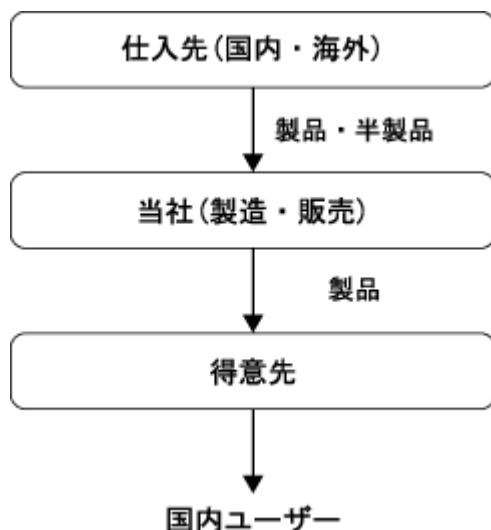 仕入先(国内・海外)
製品・半製品
当社(製造・販売)
製品
得意先
国内ユーザー